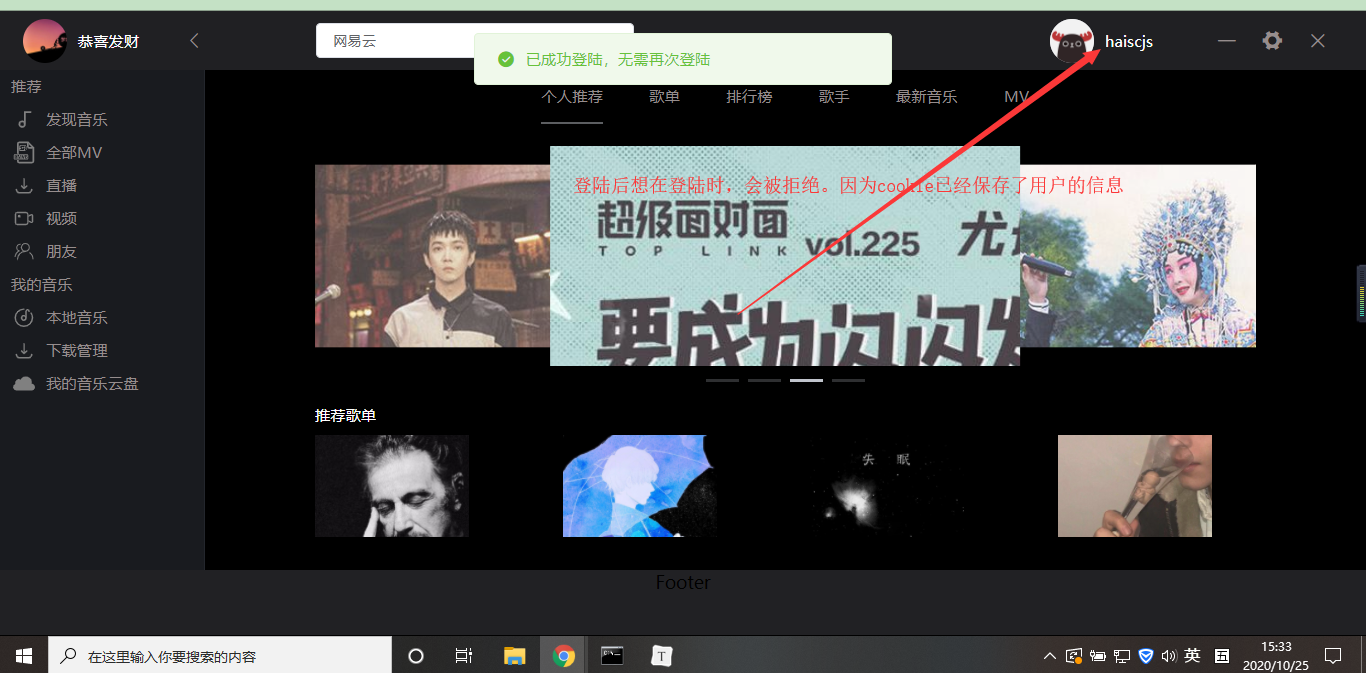 恭喜发财
网易云
haiscjs
已成功登陆，无需再次登陆
推荐
发现音乐
全部MV
直播
视频
朋友
我的音乐
本地音乐
下载管理
我的音乐云盘
个人推荐
歌单
排行榜
歌手
最新音乐
MV
登陆后想在登陆时，会被拒绝。因为cookie已经保存了用户的信息
超级面对面
TOP LINK
vol.225
要成为闪闪发
推荐歌单
失 眠
Footer
在这里输入你要搜索的内容
T
英
五
15:33
2020/10/25